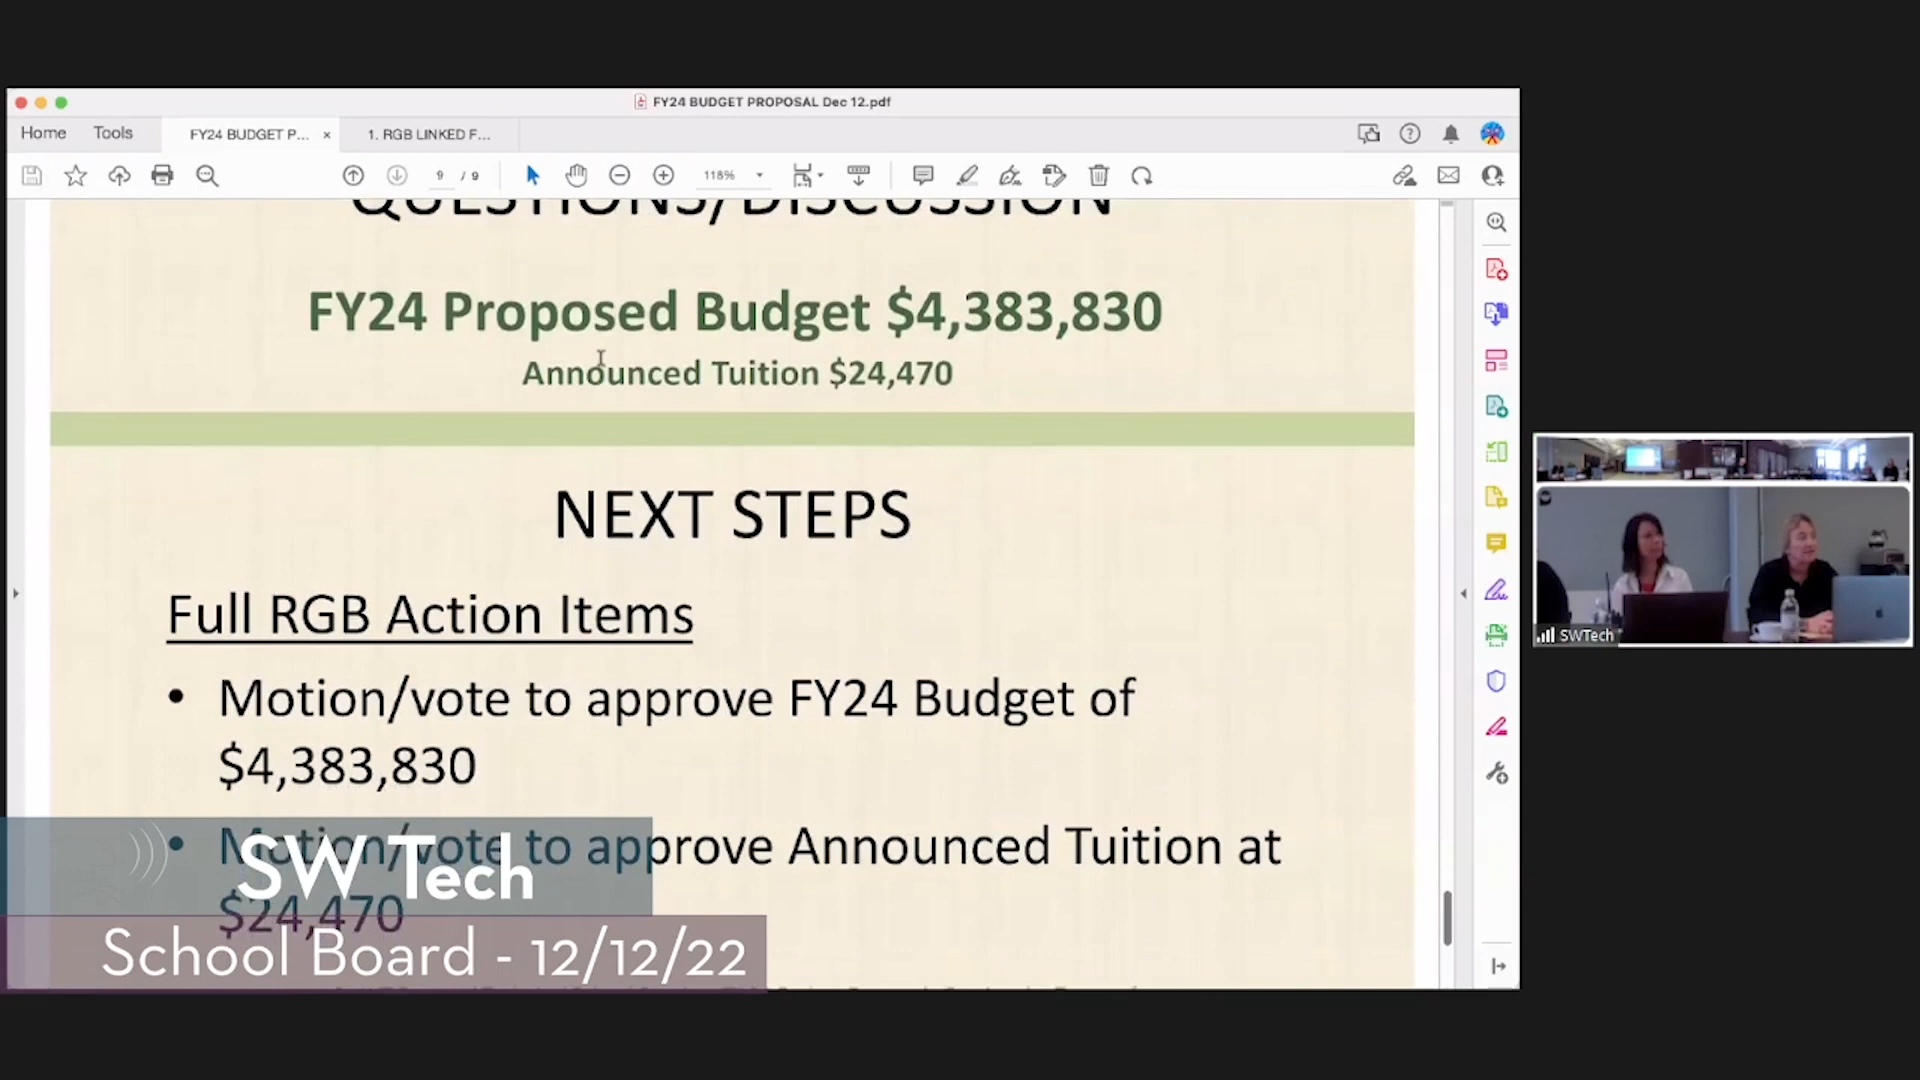 FY24 BUDGET PROPOSAL Dec 12.pdf
Home Tools FY24 BUDGET P... × 1. RGB LINKED F...
9 / 9 118%
QUESTIONS/DISCUSSION
FY24 Proposed Budget $4,383,830
Announced Tuition $24,470
NEXT STEPS
Full RGB Action Items
• Motion/vote to approve FY24 Budget of
$4,383,830
• Motion/vote to approve Announced Tuition at
$24,470
SW Tech
School Board - 12/12/22
SWTech